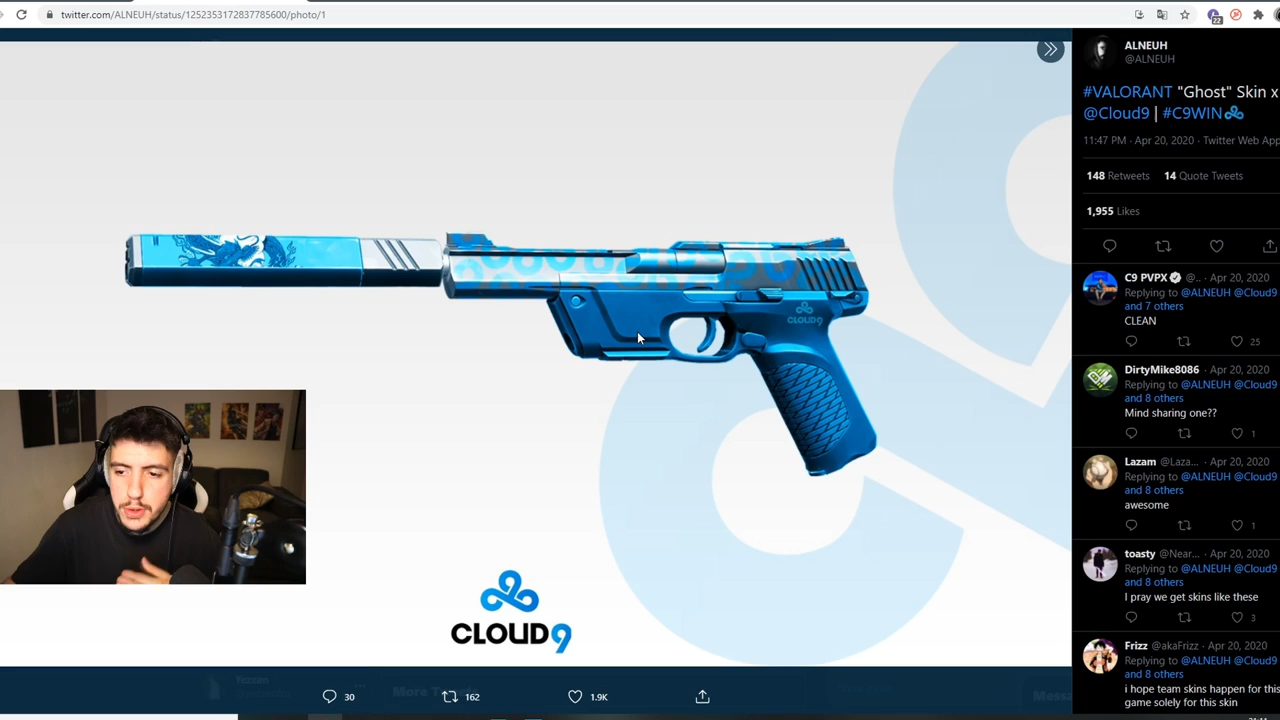 twitter.com/ALNEUH/status/1252353172837785600/photo/1
22
ALNEUH
@ALNEUH
#VALORANT "Ghost" Skin x
@Cloud9 | #C9WIN
11:47 PM · Apr 20, 2020 · Twitter Web App
148 Retweets 14 Quote Tweets
1,955 Likes
C9 PVPX @.. · Apr 20, 2020
Replying to @ALNEUH @Cloud9
and 7 others
CLEAN
25
DirtyMike8086 · Apr 20, 2020
Replying to @ALNEUH @Cloud9
and 8 others
Mind sharing one??
1
Lazam @Laza... · Apr 20, 2020
Replying to @ALNEUH @Cloud9
and 8 others
awesome
1
toasty @Near... · Apr 20, 2020
Replying to @ALNEUH @Cloud9
and 8 others
I pray we get skins like these
3
Frizz @akaFrizz · Apr 20, 2020
Replying to @ALNEUH @Cloud9
and 8 others
i hope team skins happen for this
game solely for this skin
CLOUD9
CLOUD9
30 162 1.9K
More